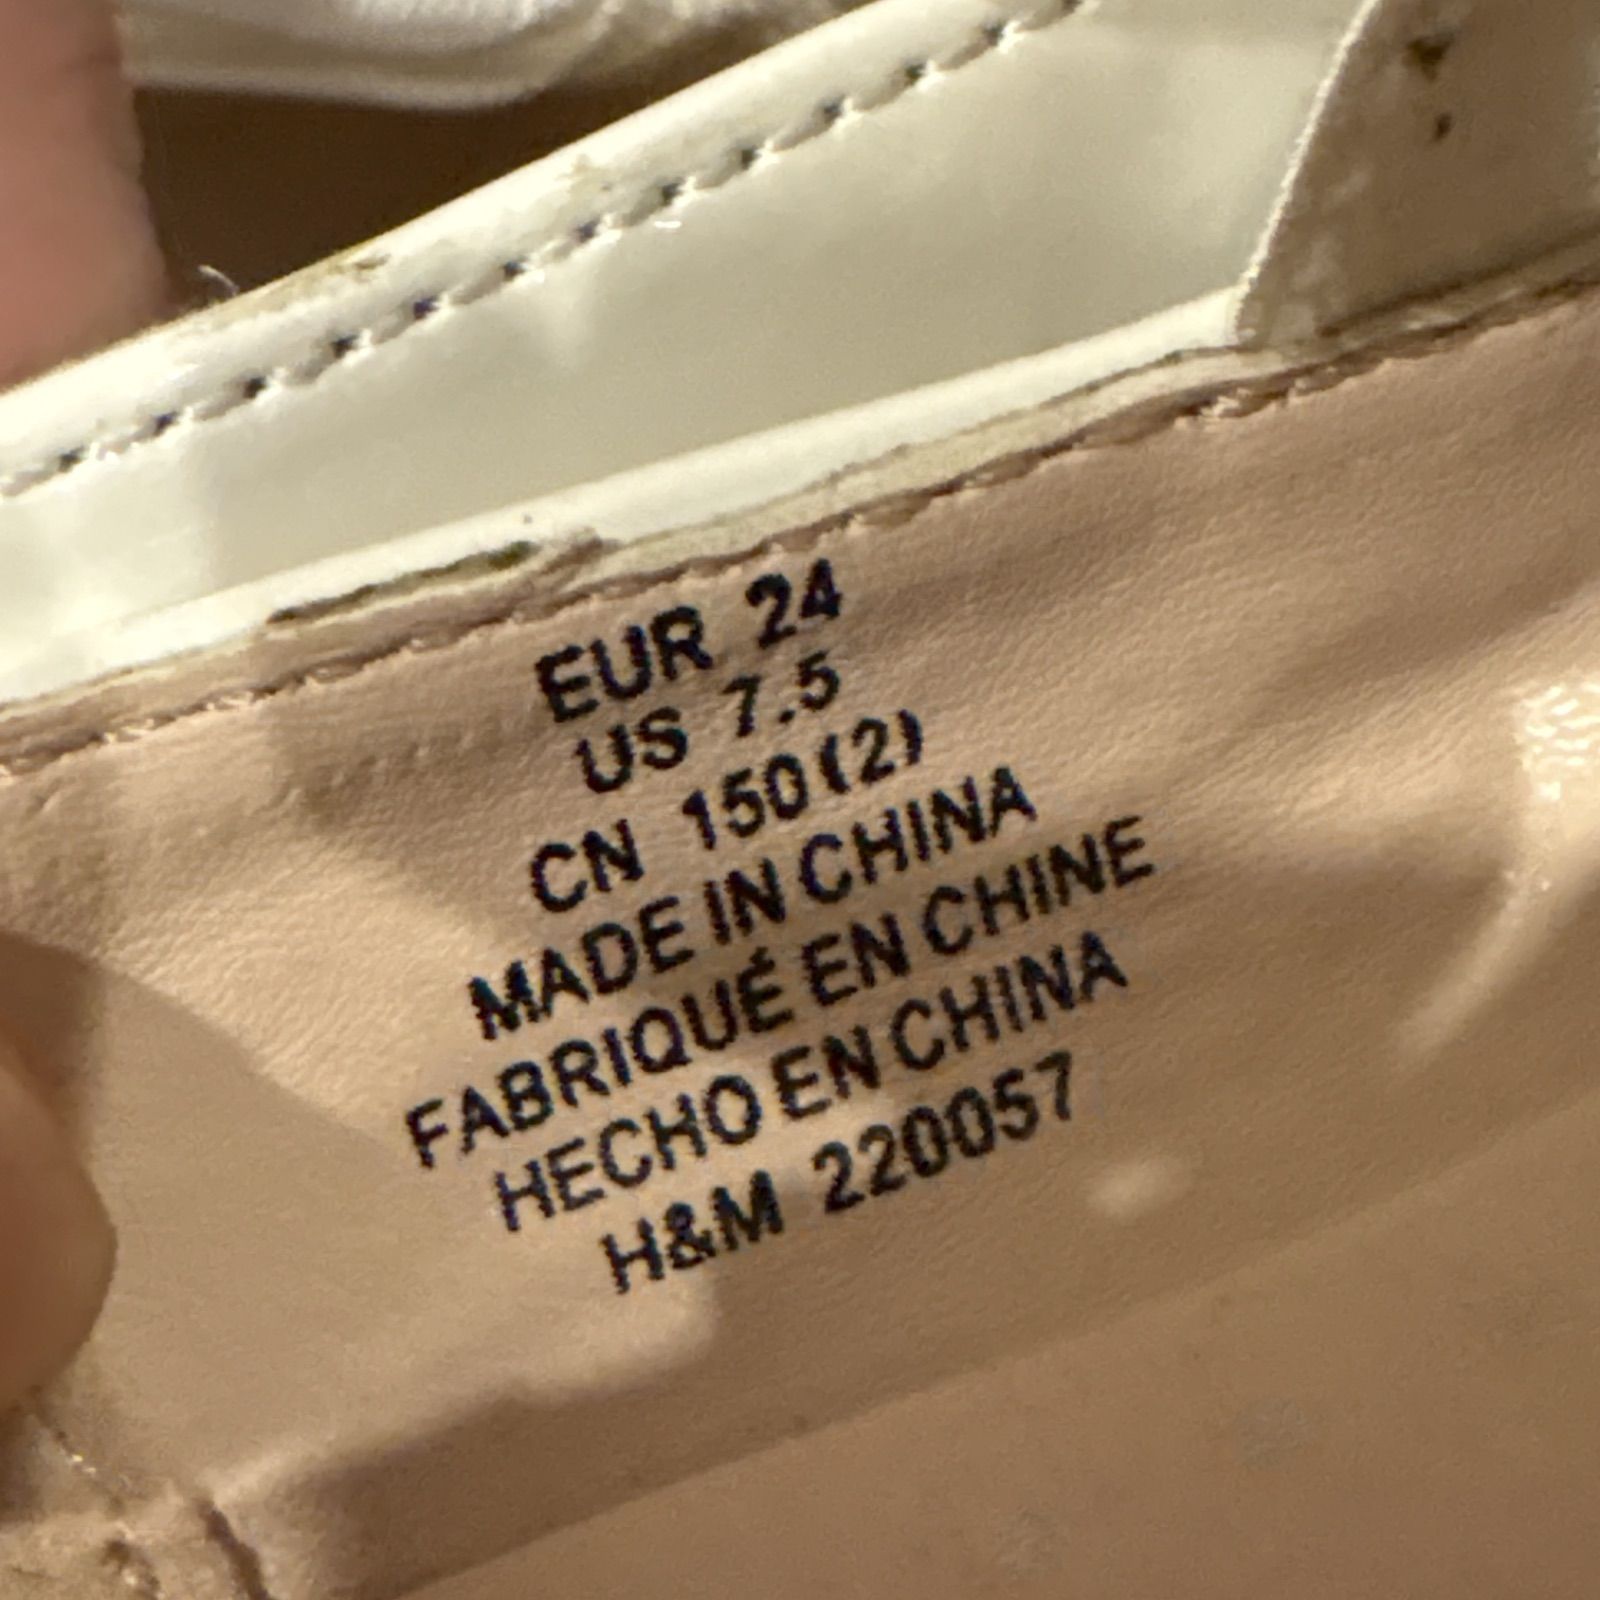 EUR 24
US 7.5
CN 150(2)
MADE IN CHINA
FABRIQUÉ EN CHINE
HECHO EN CHINA
H&M 220057